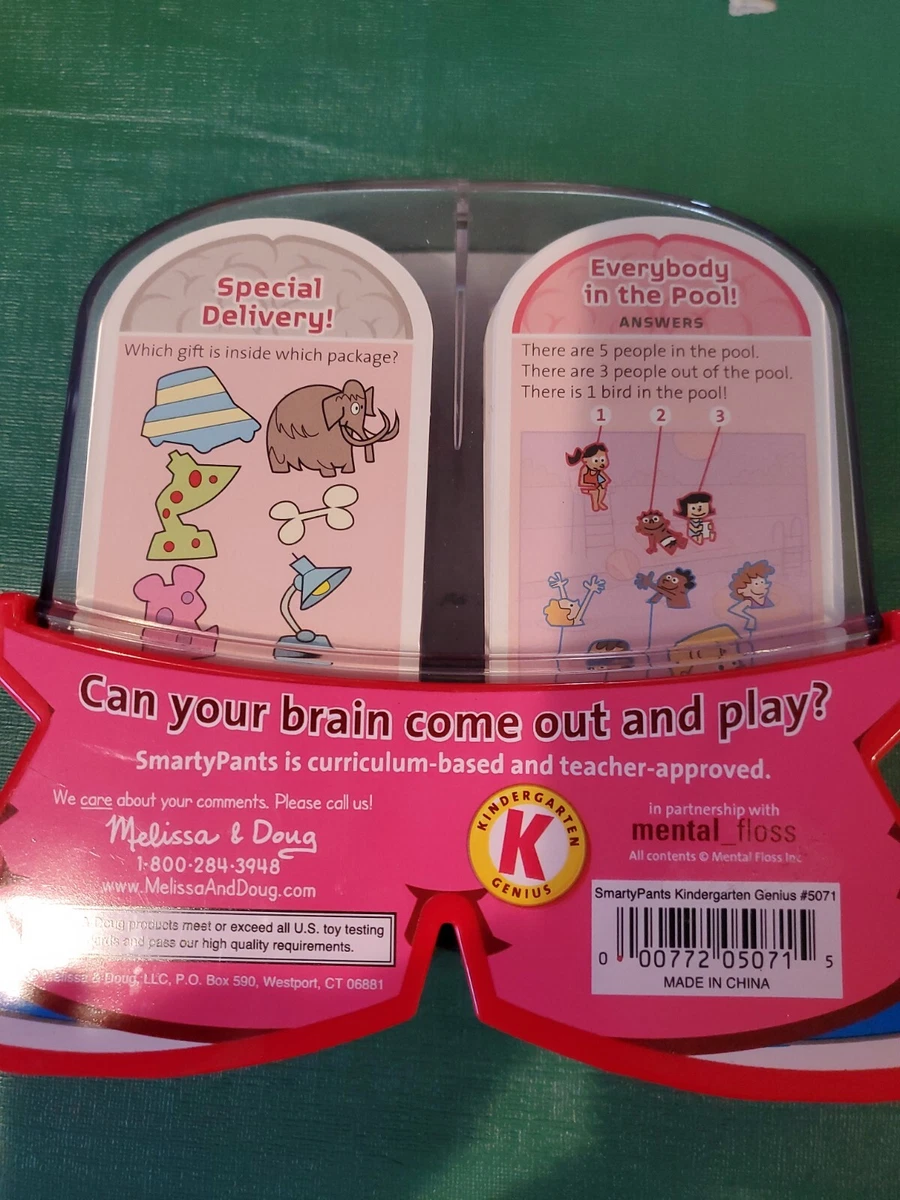 Special
Delivery!
Which gift is inside which package?
Everybody
in the Pool!
ANSWERS
There are 5 people in the pool.
There are 3 people out of the pool.
There is 1 bird in the pool!
1 2 3
Can your brain come out and play?
SmartyPants is curriculum-based and teacher-approved.
We care about your comments. Please call us!
Melissa & Doug
1-800-284-3948
www.MelissaAndDoug.com
Doug products meet or exceed all U.S. toy testing
and pass our high quality requirements.
Melissa & Doug, LLC, P.O. Box 590, Westport, CT 06881
KINDERGARTEN
K
GENIUS
in partnership with
mental_floss
All contents © Mental Floss Inc
SmartyPants Kindergarten Genius #5071
0 00772 05071 5
MADE IN CHINA